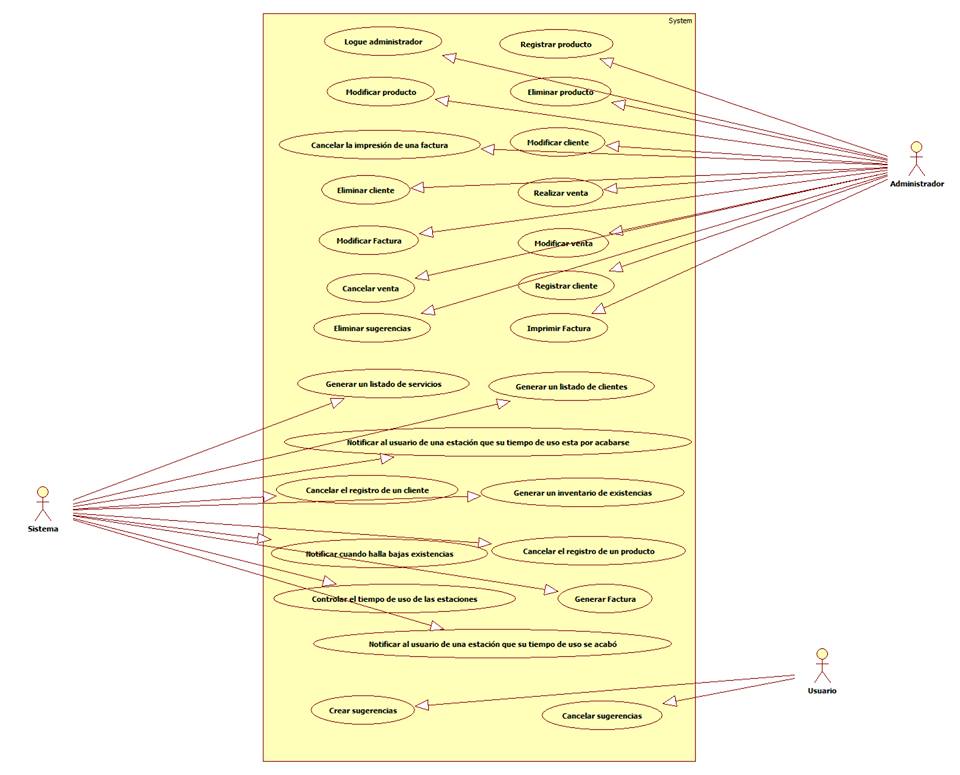 System
Logue administrador
Registrar producto
Modificar producto
Eliminar producto
Cancelar la impresión de una factura
Modificar cliente
Administrador
Eliminar cliente
Realizar venta
Modificar Factura
Modificar venta
Cancelar venta
Registrar cliente
Eliminar sugerencias
Imprimir Factura
Generar un listado de servicios
Generar un listado de clientes
Notificar al usuario de una estación que su tiempo de uso esta por acabarse
Cancelar el registro de un cliente
Generar un inventario de existencias
Sistema
Notificar cuando halla bajas existencias
Cancelar el registro de un producto
Controlar el tiempo de uso de las estaciones
Generar Factura
Notificar al usuario de una estación que su tiempo de uso se acabó
Usuario
Crear sugerencias
Cancelar sugerencias